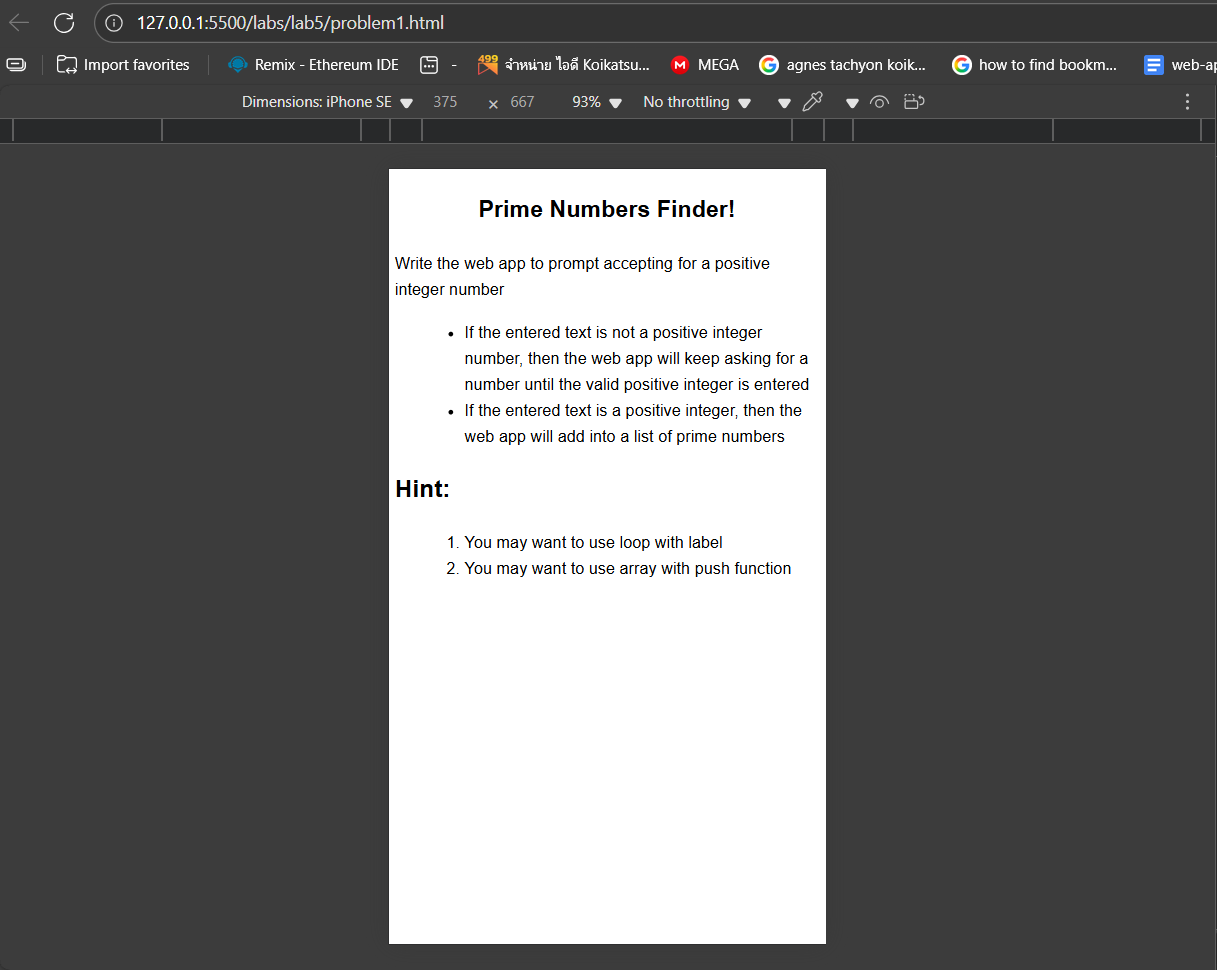 127.0.0.1:5500/labs/lab5/problem1.html
Import favorites Remix - Ethereum IDE - 499 จำหน่าย ไอดี Koikatsu... M MEGA agnes tachyon koik... how to find bookm... web-ap
Dimensions: iPhone SE 375 × 667 93% No throttling
Prime Numbers Finder!
Write the web app to prompt accepting for a positive
integer number
• If the entered text is not a positive integer
number, then the web app will keep asking for a
number until the valid positive integer is entered
• If the entered text is a positive integer, then the
web app will add into a list of prime numbers
Hint:
1. You may want to use loop with label
2. You may want to use array with push function